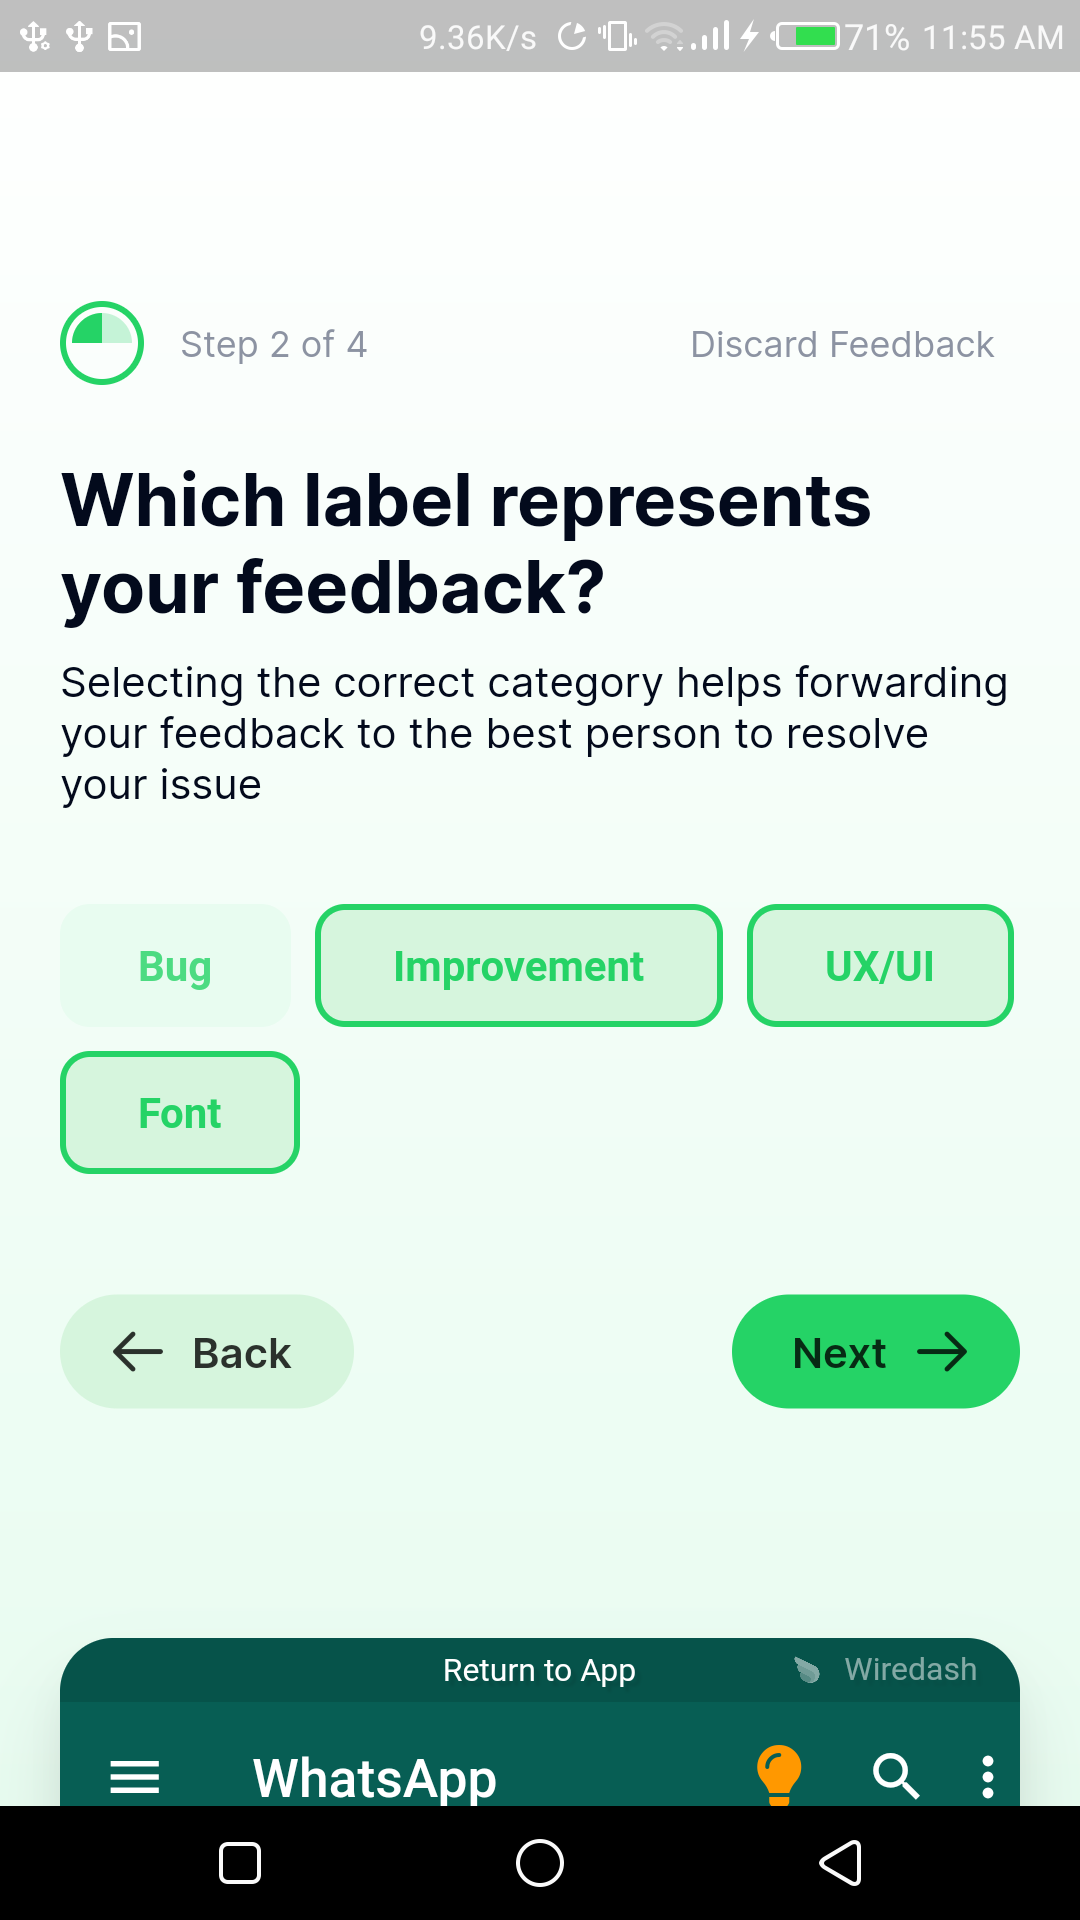 9.36K/s 71% 11:55 AM
Step 2 of 4 Discard Feedback
Which label represents
your feedback?
Selecting the correct category helps forwarding
your feedback to the best person to resolve
your issue
Bug Improvement UX/UI
Font
Back Next
Return to App Wiredash
WhatsApp